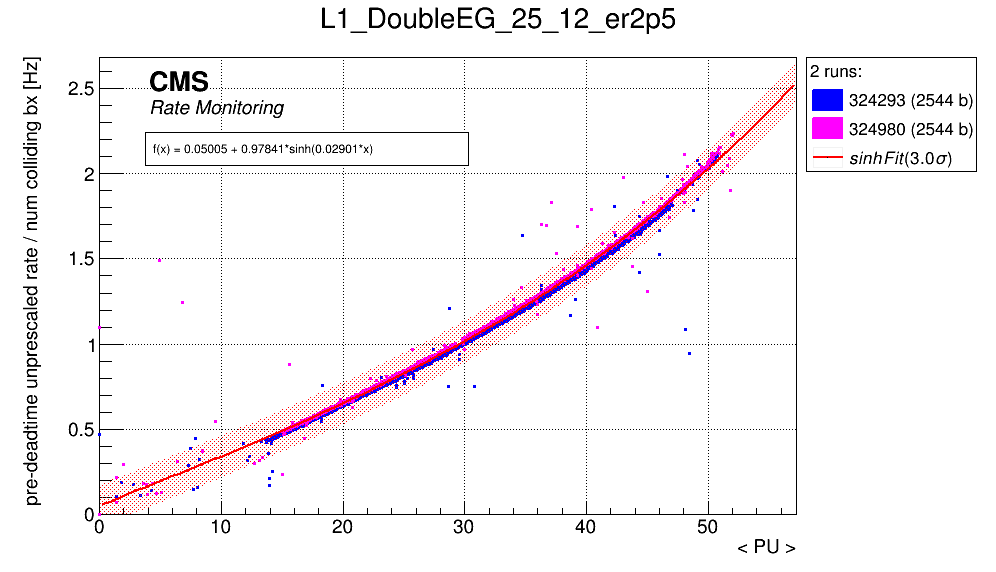 L1_DoubleEG_25_12_er2p5
pre-deadtime unprescaled rate / num colliding bx [Hz]
CMS
Rate Monitoring
f(x) = 0.05005 + 0.97841*sinh(0.02901*x)
2.5
2
1.5
1
0.5
0
0 10 20 30 40 50
< PU >
2 runs:
324293 (2544 b)
324980 (2544 b)
sinhFit(3.0σ)